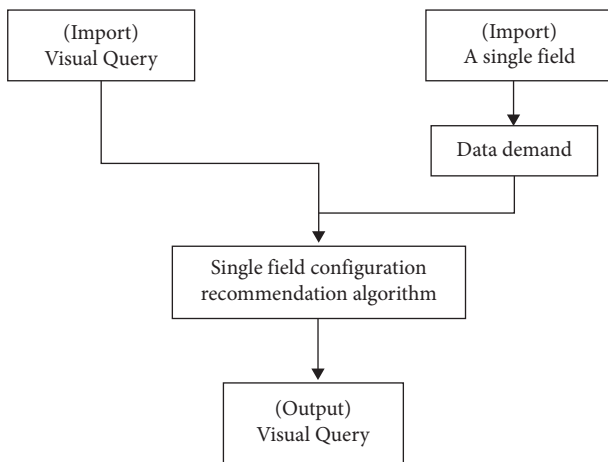 (Import)
Visual Query
(Import)
A single field
Data demand
Single field configuration
recommendation algorithm
(Output)
Visual Query